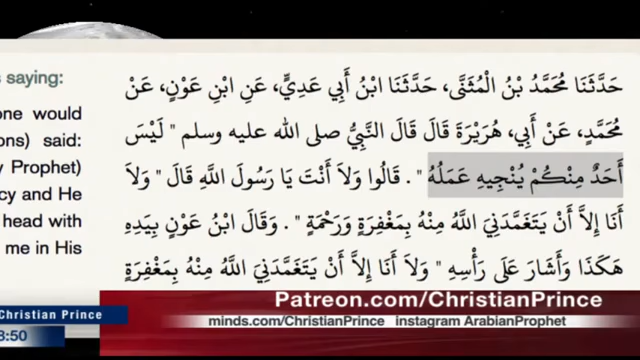 saying:
حَدَّثَنَا مُحَمَّدُ بْنُ الْمُثَنَّى، حَدَّثَنَا ابْنُ أَبِي عَدِيٍّ، عَنِ ابْنِ عَوْنٍ، عَنْ
one would
مُحَمَّدٍ، عَنْ أَبِي، هُرَيْرَةَ قَالَ قَالَ النَّبِيُّ صلى الله عليه وسلم " لَيْسَ
ons) said:
Prophet)
أَحَدٌ مِنْكُمْ يُنْجِيهِ عَمَلُهُ " . قَالُوا وَلاَ أَنْتَ يَا رَسُولَ اللَّهِ قَالَ " وَلاَ
cy and He
أَنَا إِلاَّ أَنْ يَتَغَمَّدَنِيَ اللَّهُ مِنْهُ بِمَغْفِرَةٍ وَرَحْمَةٍ " . وَقَالَ ابْنُ عَوْنٍ بِيَدِهِ
head with
me in His
هَكَذَا وَأَشَارَ عَلَى رَأْسِهِ " وَلاَ أَنَا إِلاَّ أَنْ يَتَغَمَّدَنِيَ اللَّهُ مِنْهُ بِمَغْفِرَةٍ
Christian Prince
8:50
Patreon.com/ChristianPrince
minds.com/ChristianPrince instagram ArabianProphet